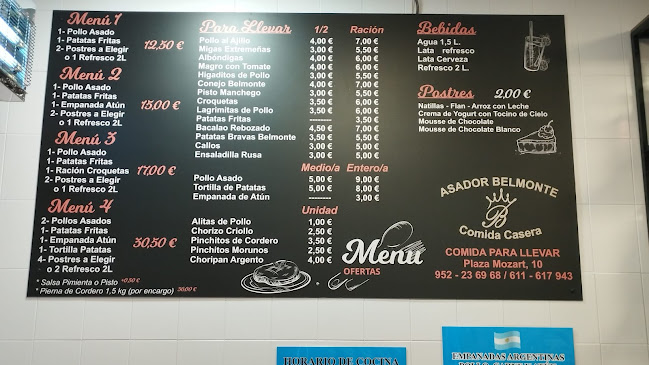 Menú 1
1- Pollo Asado
1- Patatas Fritas
2- Postres a Elegir
o 1 Refresco 2L
12,50 €
Menú 2
1- Pollo Asado
1- Patatas Fritas
1- Empanada Atún
2- Postres a Elegir
o 1 Refresco 2L
15,00 €
Menú 3
1- Pollo Asado
1- Patatas Fritas
1- Ración Croquetas
2- Postres a Elegir
o 1 Refresco 2L
17,00 €
Menú 4
2- Pollos Asados
1- Patatas Fritas
1- Empanada Atún
1- Tortilla Patatas
4- Postres a Elegir
o 2 Refresco 2L
30,50 €
* Salsa Pimienta o Pisto +0,50 €
* Pierna de Cordero 1,5 kg (por encargo) 30,00 €
Para Llevar 1/2 Ración
Pollo al Ajillo 4,00 € 7,00 €
Migas Extremeñas 3,00 € 5,50 €
Albóndigas 4,00 € 6,00 €
Magro con Tomate 4,00 € 6,00 €
Higaditos de Pollo 3,00 € 5,50 €
Conejo Belmonte 4,00 € 7,00 €
Pisto Manchego 3,00 € 5,50 €
Croquetas 3,50 € 6,00 €
Lagrimitas de Pollo 3,50 € 6,00 €
Patatas Fritas -------- 3,50 €
Bacalao Rebozado 4,50 € 7,00 €
Patatas Bravas Belmonte 3,50 € 5,50 €
Callos 3,00 € 5,50 €
Ensaladilla Rusa 3,00 € 5,50 €
Medio/a Entero/a
Pollo Asado 5,00 € 9,00 €
Tortilla de Patatas 5,00 € 8,00 €
Empanada de Atún -------- 3,00 €
Unidad
Alitas de Pollo 1,00 €
Chorizo Criollo 2,50 €
Pinchitos de Cordero 3,50 €
Pinchitos Morunos 2,50 €
Choripan Argento 4,00 €
Menu
OFERTAS
Bebidas
Agua 1,5 L.
Lata refresco
Lata Cerveza
Refresco 2 L.
Postres 2,00 €
Natillas - Flan - Arroz con Leche
Crema de Yogurt con Tocino de Cielo
Mousse de Chocolate
Mousse de Chocolate Blanco
ASADOR BELMONTE
B
Comida Casera
COMIDA PARA LLEVAR
Plaza Mozart, 10
952 - 23 69 68 / 611 - 617 943
HORARIO DE COCINA
EMPANADAS ARGENTINAS